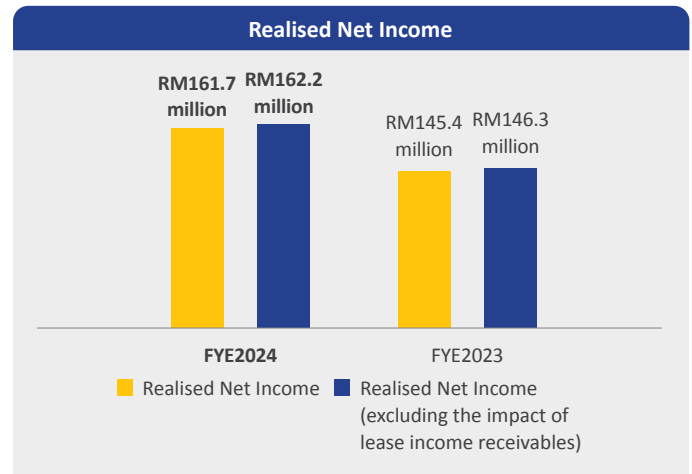 Realised Net Income
RM161.7
million
RM162.2
million
RM145.4
million
RM146.3
million
FYE2024
FYE2023
Realised Net Income
Realised Net Income
(excluding the impact of
lease income receivables)